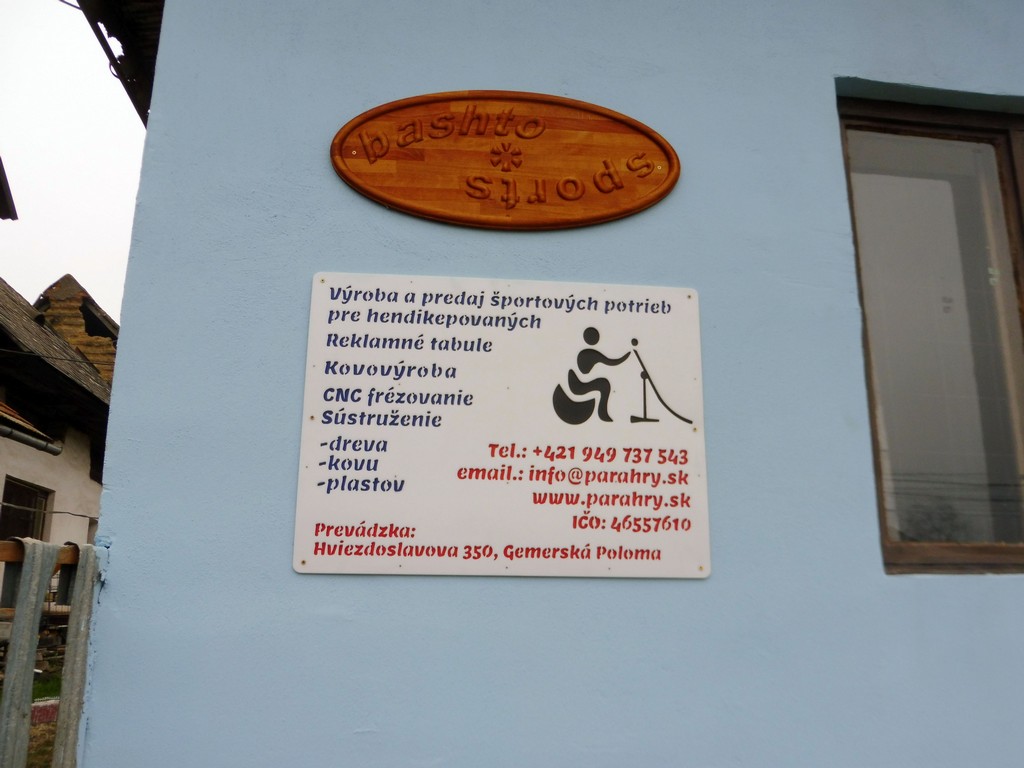 bashto
sports
Výroba a predaj športových potrieb
pre hendikepovaných
Reklamné tabule
Kovovýroba
CNC frézovanie
Sústruženie
-dreva
-kovu
-plastov
Tel.: +421 949 737 543
email.: info@parahry.sk
www.parahry.sk
IČO: 46557610
Prevádzka:
Hviezdoslavova 350, Gemerská Poloma